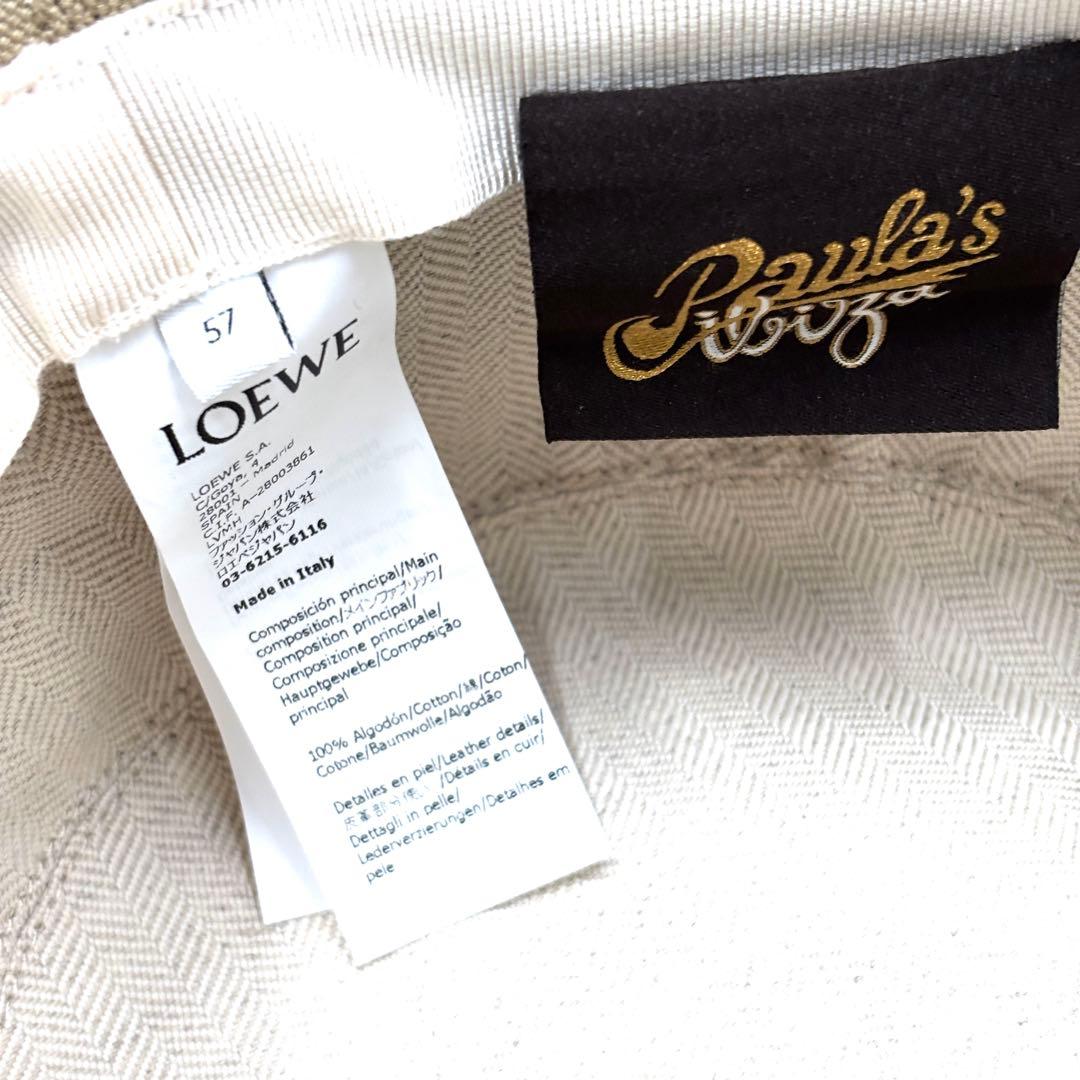 57
LOEWE
LOEWE S.A.
C/Goya, 4
28001 - Madrid
SPAIN
C.I.F. A-28003861
LVMH
ファッション・グループ・
ジャパン株式会社
ロエベジャパン
03-6215-6116
Made in Italy
Composición principal/Main
composition/メインファブリック/
Composition principal/
Composizione principale/
Hauptgewebe/Composição
principal
100% Algodón/Cotton/綿/Coton/
Cotone/Baumwolle/Algodão
Detalles en piel/Leather details/
皮革部分使い/Détails en cuir/
Dettagli in pelle/
Lederverzierungen/Detalhes em
pele
Paula's
ibiza